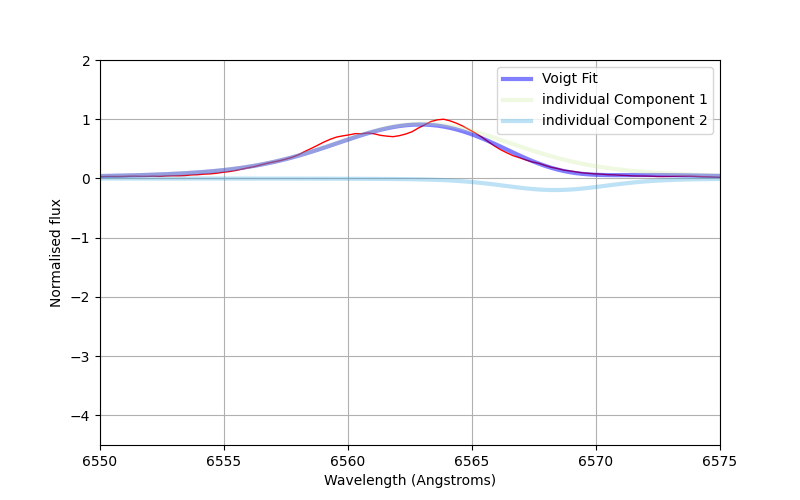 Voigt Fit
individual Component 1
individual Component 2
2
1
0
−1
−2
−3
−4
Normalised flux
6550 6555 6560 6565 6570 6575
Wavelength (Angstroms)